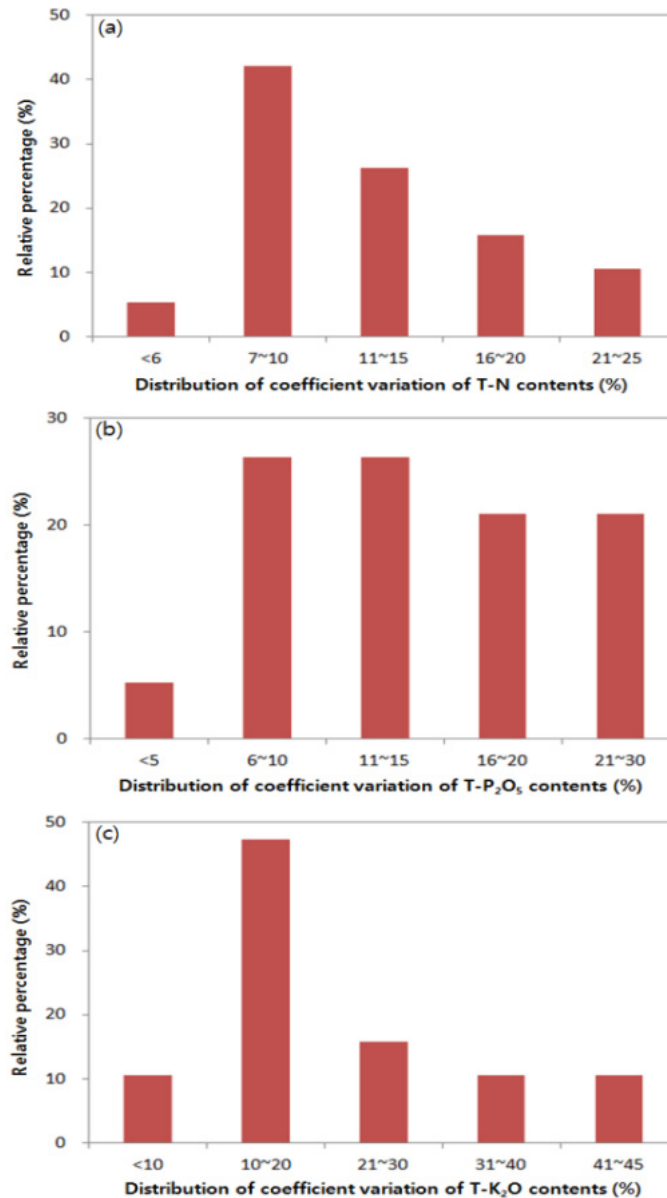 (a)
Relative percentage (%)
50
40
30
20
10
0
<6 7~10 11~15 16~20 21~25
Distribution of coefficient variation of T-N contents (%)
(b)
Relative percentage (%)
30
20
10
0
<5 6~10 11~15 16~20 21~30
Distribution of coefficient variation of T-P₂O₅ contents (%)
(c)
Relative percentage (%)
50
40
30
20
10
0
<10 10~20 21~30 31~40 41~45
Distribution of coefficient variation of T-K₂O contents (%)